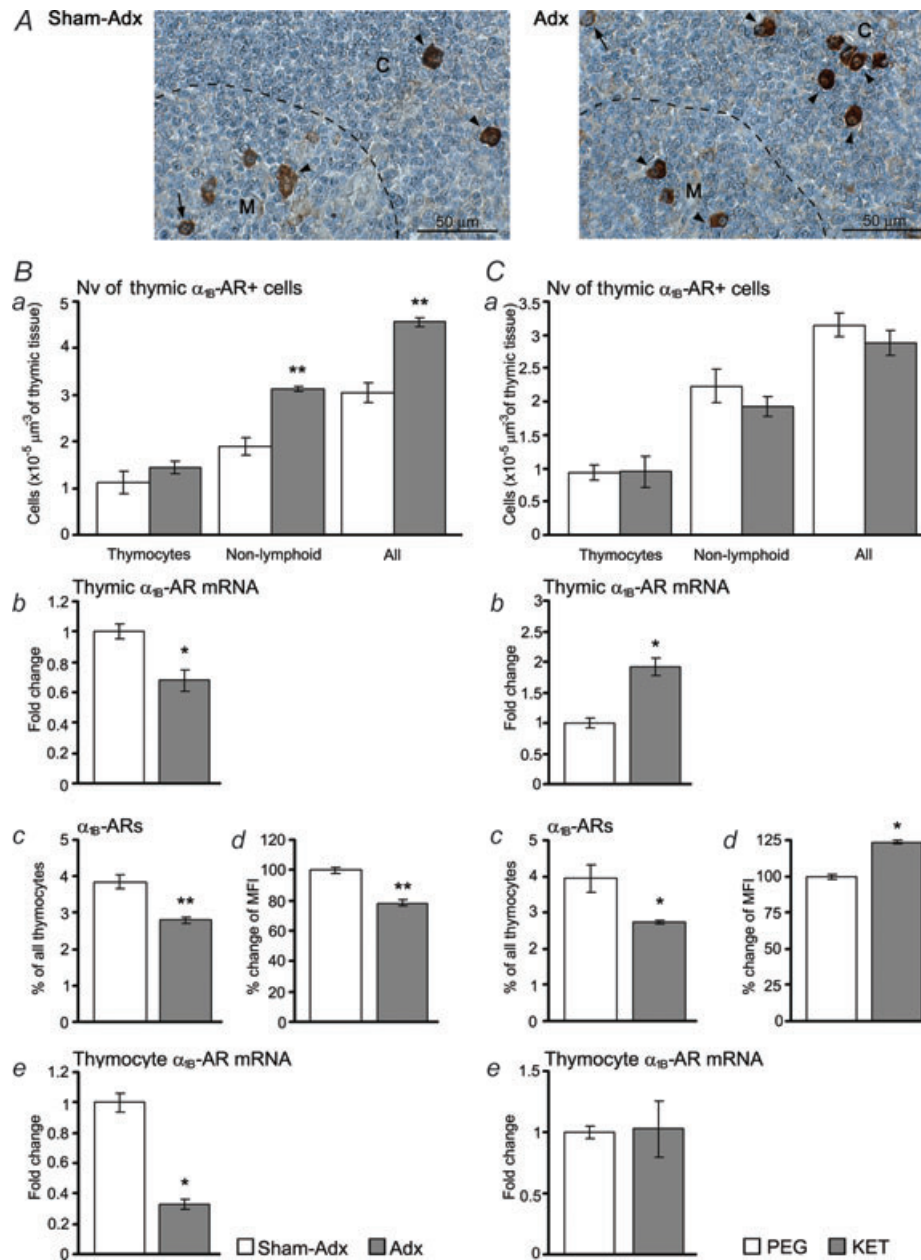 A Sham-Adx Adx
C C
M M
50 µm 50 µm
B C
a Nv of thymic α1B-AR+ cells
Cells (x10-5 µm-3 of thymic tissue)
5
4
3
2
1
0
**
**
Thymocytes Non-lymphoid All
a Nv of thymic α1B-AR+ cells
Cells (x10-5 µm-3 of thymic tissue)
3.5
3
2.5
2
1.5
1
0.5
0
Thymocytes Non-lymphoid All
b Thymic α1B-AR mRNA
Fold change
1.2
1
0.8
0.6
0.4
0.2
0
*
b Thymic α1B-AR mRNA
Fold change
3
2.5
2
1.5
1
0.5
0
*
c α1B-ARs
% of all thymocytes
5
4
3
2
1
0
**
d
% change of MFI
120
100
80
60
40
20
0
**
c α1B-ARs
% of all thymocytes
5
4
3
2
1
0
*
d
% change of MFI
125
100
75
50
25
0
*
e Thymocyte α1B-AR mRNA
Fold change
1.2
1
0.8
0.6
0.4
0.2
0
*
Sham-Adx Adx
e Thymocyte α1B-AR mRNA
Fold change
1.5
1
0.5
0
PEG KET